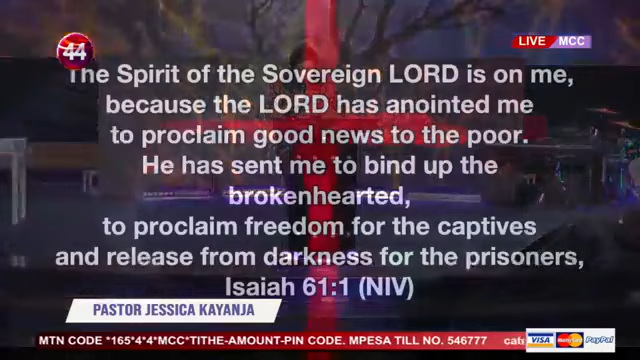 44
LIVE MCC
The Spirit of the Sovereign LORD is on me,
because the LORD has anointed me
to proclaim good news to the poor.
He has sent me to bind up the
brokenhearted,
to proclaim freedom for the captives
and release from darkness for the prisoners,
Isaiah 61:1 (NIV)
PASTOR JESSICA KAYANJA
MTN CODE *165*4*4*MCC*TITHE-AMOUNT-PIN CODE. MPESA TILL NO. 546777
VISA MasterCard PayPal